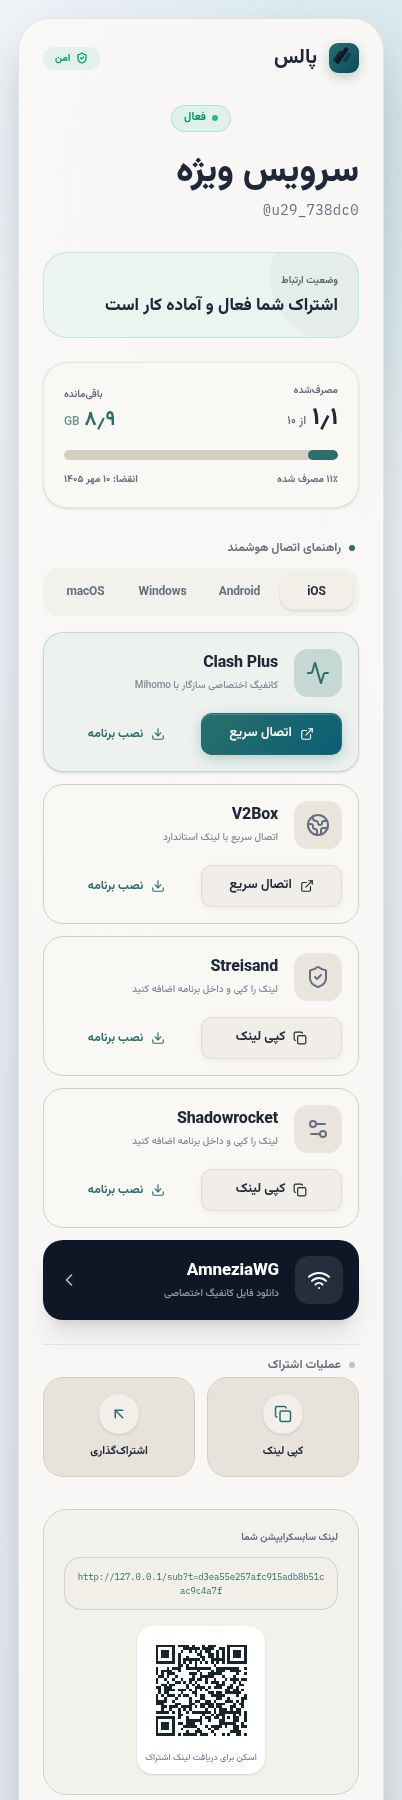 پالس
امن
فعال
سرویس ویژه
@u29_738dc0
وضعیت ارتباط
اشتراک شما فعال و آماده کار است
مصرف‌شده
۱٫۱ از ۱۰
باقی‌مانده
۸٫۹ GB
۱۱٪ مصرف شده
انقضا: ۱۰ مهر ۱۴۰۵
راهنمای اتصال هوشمند
iOS
Android
Windows
macOS
Clash Plus
کانفیگ اختصاصی سازگار با Mihomo
اتصال سریع
نصب برنامه
V2Box
اتصال سریع با لینک استاندارد
اتصال سریع
نصب برنامه
Streisand
لینک را کپی و داخل برنامه اضافه کنید
کپی لینک
نصب برنامه
Shadowrocket
لینک را کپی و داخل برنامه اضافه کنید
کپی لینک
نصب برنامه
AmneziaWG
دانلود فایل کانفیگ اختصاصی
عملیات اشتراک
کپی لینک
اشتراک‌گذاری
لینک سابسکرایپشن شما
http://127.0.0.1/sub?t=d3ea55e257afc915adb8b51c
ac9c4a7f
اسکن برای دریافت لینک اشتراک